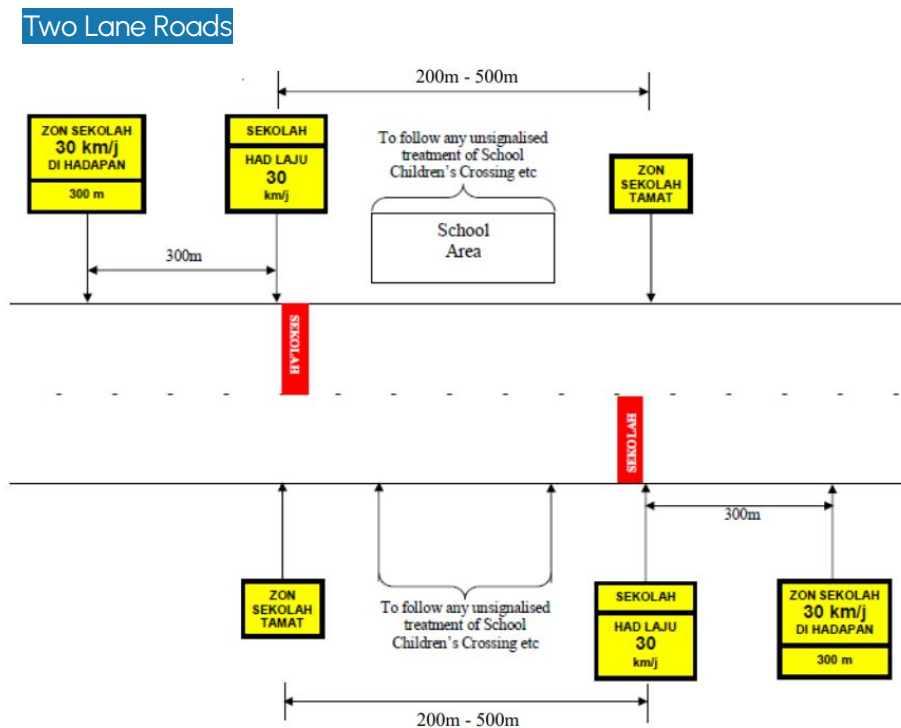 Two Lane Roads
200m - 500m
ZON SEKOLAH
30 km/j
DI HADAPAN
300 m
SEKOLAH
HAD LAJU
30
km/j
To follow any unsignalised
treatment of School
Children's Crossing etc
ZON
SEKOLAH
TAMAT
School
Area
300m
SEKOLAH
SEKOLAH
300m
ZON
SEKOLAH
TAMAT
To follow any unsignalised
treatment of School
Children's Crossing etc
SEKOLAH
HAD LAJU
30
km/j
ZON SEKOLAH
30 km/j
DI HADAPAN
300 m
200m - 500m